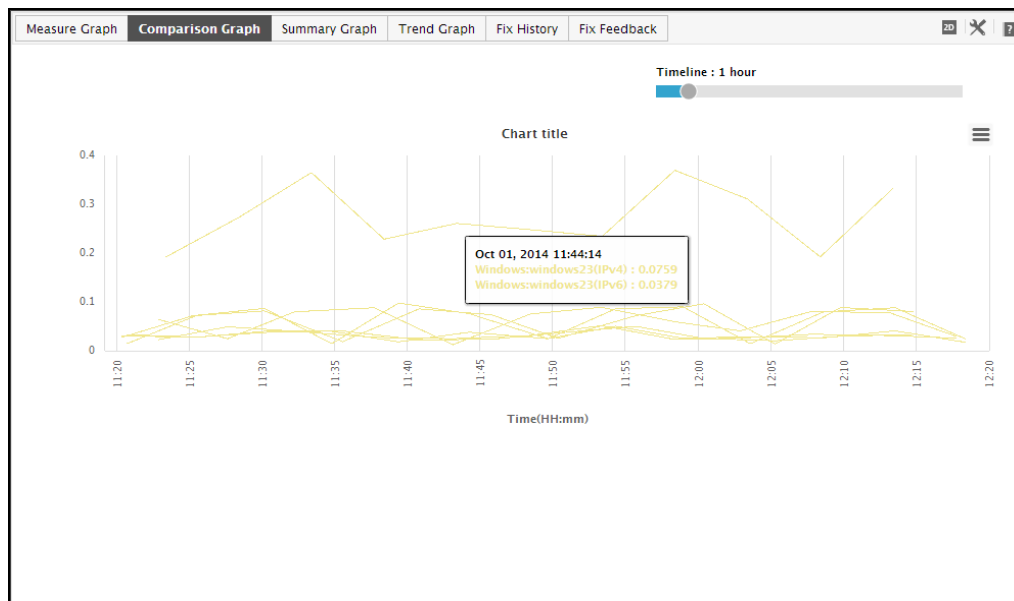 Measure Graph Comparison Graph Summary Graph Trend Graph Fix History Fix Feedback 2D ?
Timeline : 1 hour
Chart title
0.4
0.3
0.2
0.1
0
Oct 01, 2014 11:44:14
Windows:windows23(IPv4) : 0.0759
Windows:windows23(IPv6) : 0.0379
11:20 11:25 11:30 11:35 11:40 11:45 11:50 11:55 12:00 12:05 12:10 12:15 12:20
Time(HH:mm)